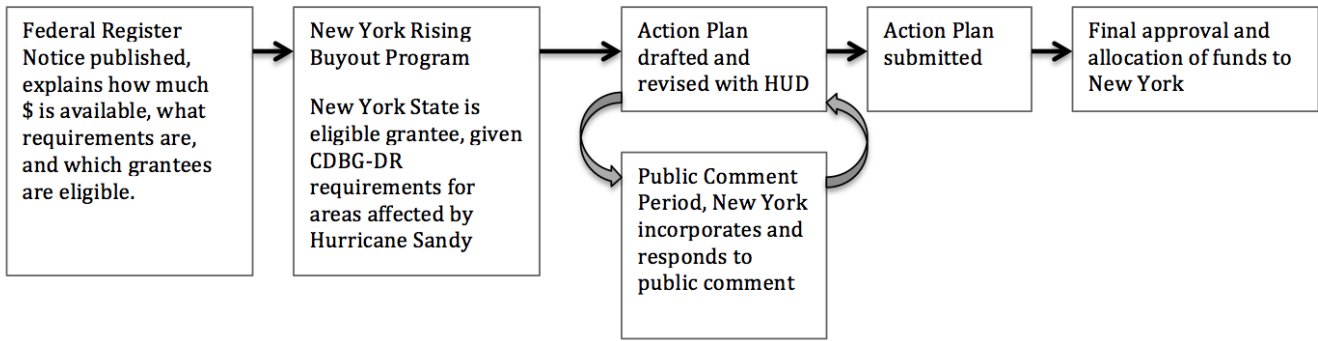 Federal Register
Notice published,
explains how much
$ is available, what
requirements are,
and which grantees
are eligible.
New York Rising
Buyout Program
New York State is
eligible grantee, given
CDBG-DR
requirements for
areas affected by
Hurricane Sandy
Action Plan
drafted and
revised with HUD
Public Comment
Period, New York
incorporates and
responds to
public comment
Action Plan
submitted
Final approval and
allocation of funds to
New York